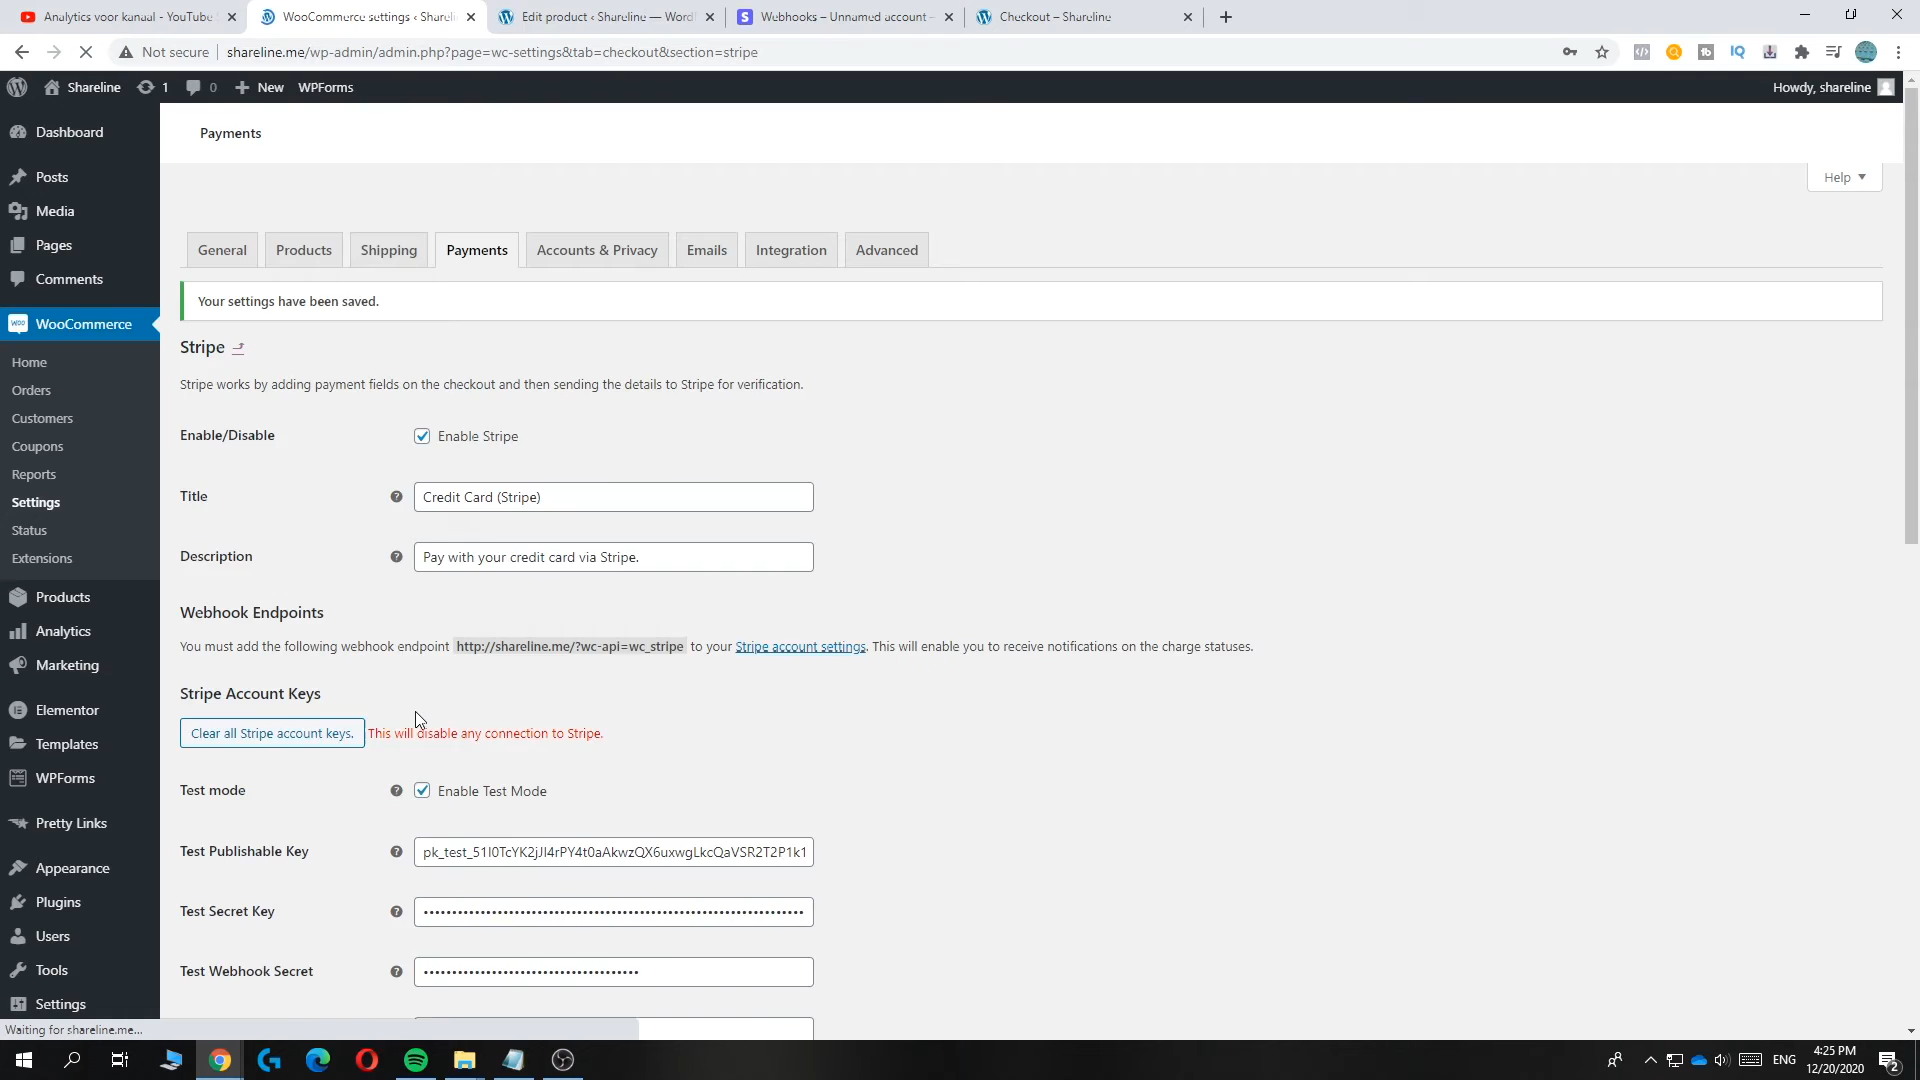 Analytics voor kanaal - YouTube
WooCommerce settings ‹ Shareli
Edit product ‹ Shareline — Word
Webhooks – Unnamed account –
Checkout – Shareline
Not secure
shareline.me/wp-admin/admin.php?page=wc-settings&tab=checkout&section=stripe
Shareline
1
0
New
WPForms
Howdy, shareline
Dashboard
Posts
Media
Pages
Comments
WooCommerce
Home
Orders
Customers
Coupons
Reports
Settings
Status
Extensions
Products
Analytics
Marketing
Elementor
Templates
WPForms
Pretty Links
Appearance
Plugins
Users
Tools
Settings
Payments
Help
General
Products
Shipping
Payments
Accounts & Privacy
Emails
Integration
Advanced
Your settings have been saved.
Stripe
Stripe works by adding payment fields on the checkout and then sending the details to Stripe for verification.
Enable/Disable
Enable Stripe
Title
Credit Card (Stripe)
Description
Pay with your credit card via Stripe.
Webhook Endpoints
You must add the following webhook endpoint http://shareline.me/?wc-api=wc_stripe to your Stripe account settings. This will enable you to receive notifications on the charge statuses.
Stripe Account Keys
Clear all Stripe account keys.
This will disable any connection to Stripe.
Test mode
Enable Test Mode
Test Publishable Key
pk_test_51I0TcYK2jJI4rPY4t0aAkwzQX6uxwgLkcQaVSR2T2P1k1
Test Secret Key
Test Webhook Secret
Waiting for shareline.me...
ENG
4:25 PM
12/20/2020
2